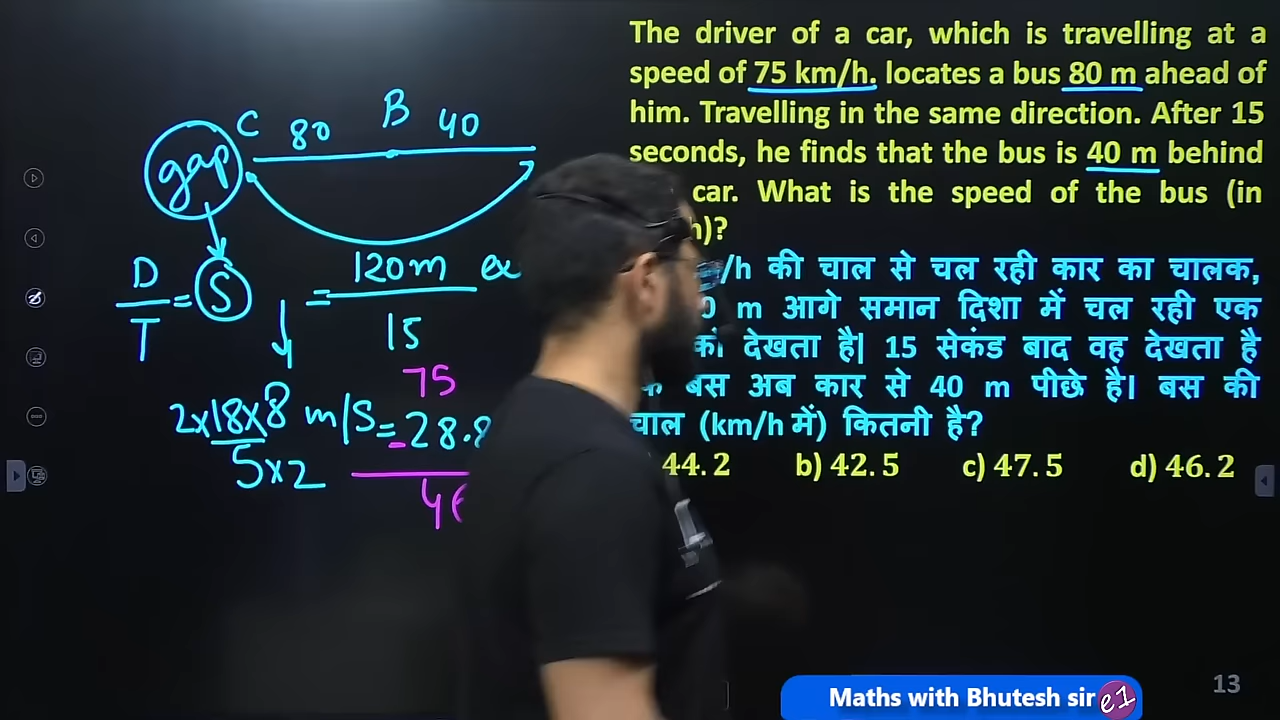 The driver of a car, which is travelling at a
speed of 75 km/h. locates a bus 80 m ahead of
him. Travelling in the same direction. After 15
seconds, he finds that the bus is 40 m behind
car. What is the speed of the bus (in
h)?
/h की चाल से चल रही कार का चालक,
0 m आगे समान दिशा में चल रही एक
को देखता है| 15 सेकंड बाद वह देखता है
बस अब कार से 40 m पीछे है। बस की
चाल (km/h में) कितनी है?
44.2 b) 42.5 c) 47.5 d) 46.2
C 80 B 40
gap
D/T = S = 120m/15
2x18x8/5x2 m/s = 28.8
75
-
4
Maths with Bhutesh sir e1
13